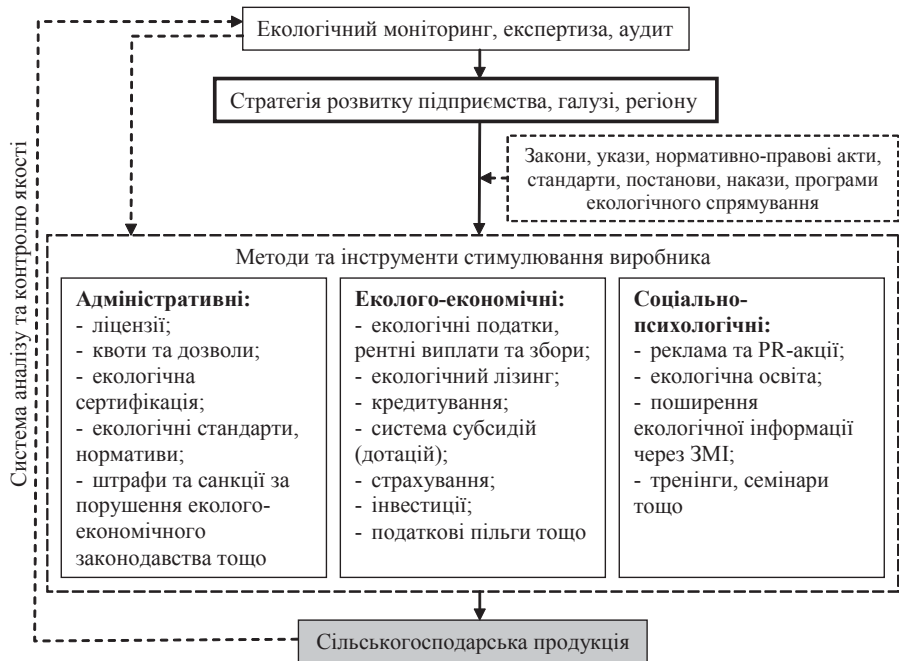 Екологічний моніторинг, експертиза, аудит
Стратегія розвитку підприємства, галузі, регіону
Закони, укази, нормативно-правові акти,
стандарти, постанови, накази, програми
екологічного спрямування
Система аналізу та контролю якості
Методи та інструменти стимулювання виробника
Адміністративні:
- ліцензії;
- квоти та дозволи;
- екологічна
сертифікація;
- екологічні стандарти,
нормативи;
- штрафи та санкції за
порушення еколого-
економічного
законодавства тощо
Еколого-економічні:
- екологічні податки,
рентні виплати та збори;
- екологічний лізинг;
- кредитування;
- система субсидій
(дотацій);
- страхування;
- інвестиції;
- податкові пільги тощо
Соціально-
психологічні:
- реклама та PR-акції;
- екологічна освіта;
- поширення
екологічної інформації
через ЗМІ;
- тренінги, семінари
тощо
Сільськогосподарська продукція